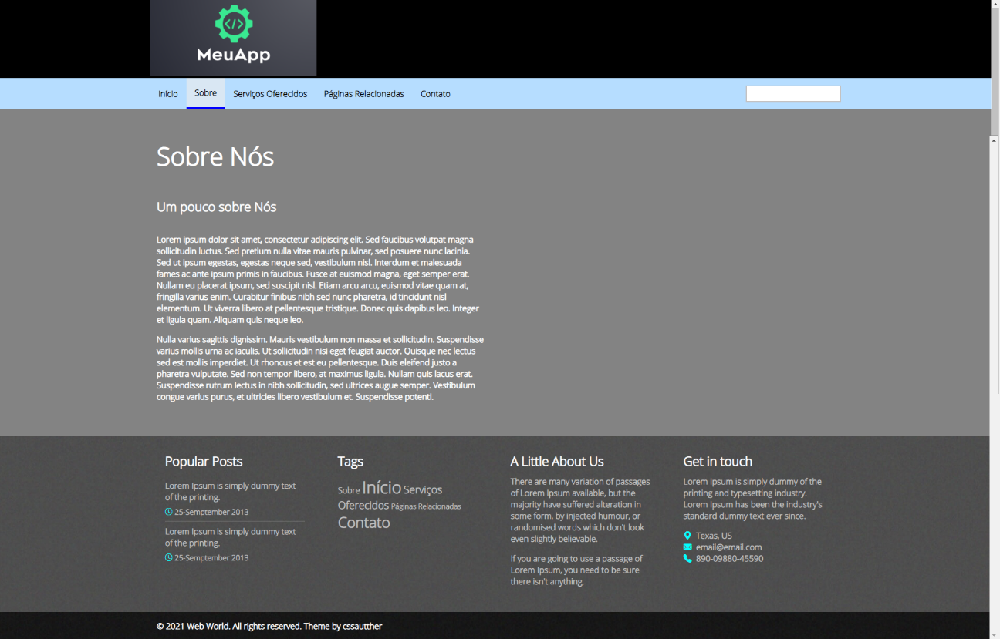 </>
MeuApp
Início
Sobre
Serviços Oferecidos
Páginas Relacionadas
Contato
Sobre Nós
Um pouco sobre Nós
Lorem ipsum dolor sit amet, consectetur adipiscing elit. Sed faucibus volutpat magna
sollicitudin luctus. Sed pretium nulla vitae mauris pulvinar, sed posuere nunc lacinia.
Sed ut ipsum egestas, egestas neque sed, vestibulum nisl. Interdum et malesuada
fames ac ante ipsum primis in faucibus. Fusce at euismod magna, eget semper erat.
Nullam eu placerat ipsum, sed suscipit nisl. Etiam arcu arcu, euismod vitae quam at,
fringilla varius enim. Curabitur finibus nibh sed nunc pharetra, id tincidunt nisl
elementum. Ut viverra libero at pellentesque tristique. Donec quis dapibus leo. Integer
et ligula quam. Aliquam quis neque leo.
Nulla varius sagittis dignissim. Mauris vestibulum non massa et sollicitudin. Suspendisse
varius mollis urna ac iaculis. Ut sollicitudin nisi eget feugiat auctor. Quisque nec lectus
sed est mollis imperdiet. Ut rhoncus et est eu pellentesque. Duis eleifend justo a
pharetra vulputate. Sed non tempor libero, at maximus ligula. Nullam quis lacus erat.
Suspendisse rutrum lectus in nibh sollicitudin, sed ultrices augue semper. Vestibulum
congue varius purus, et ultricies libero vestibulum et. Suspendisse potenti.
Popular Posts
Lorem Ipsum is simply dummy text
of the printing.
25-Semptember 2013
Lorem Ipsum is simply dummy text
of the printing.
25-Semptember 2013
Tags
Sobre Início Serviços
Oferecidos Páginas Relacionadas
Contato
A Little About Us
There are many variation of passages
of Lorem Ipsum available, but the
majority have suffered alteration in
some form, by injected humour, or
randomised words which don't look
even slightly believable.
If you are going to use a passage of
Lorem Ipsum, you need to be sure
there isn't anything.
Get in touch
Lorem Ipsum is simply dummy of the
printing and typesetting industry.
Lorem Ipsum has been the industry's
standard dummy text ever since.
Texas, US
email@email.com
890-09880-45590
© 2021 Web World. All rights reserved. Theme by cssautther